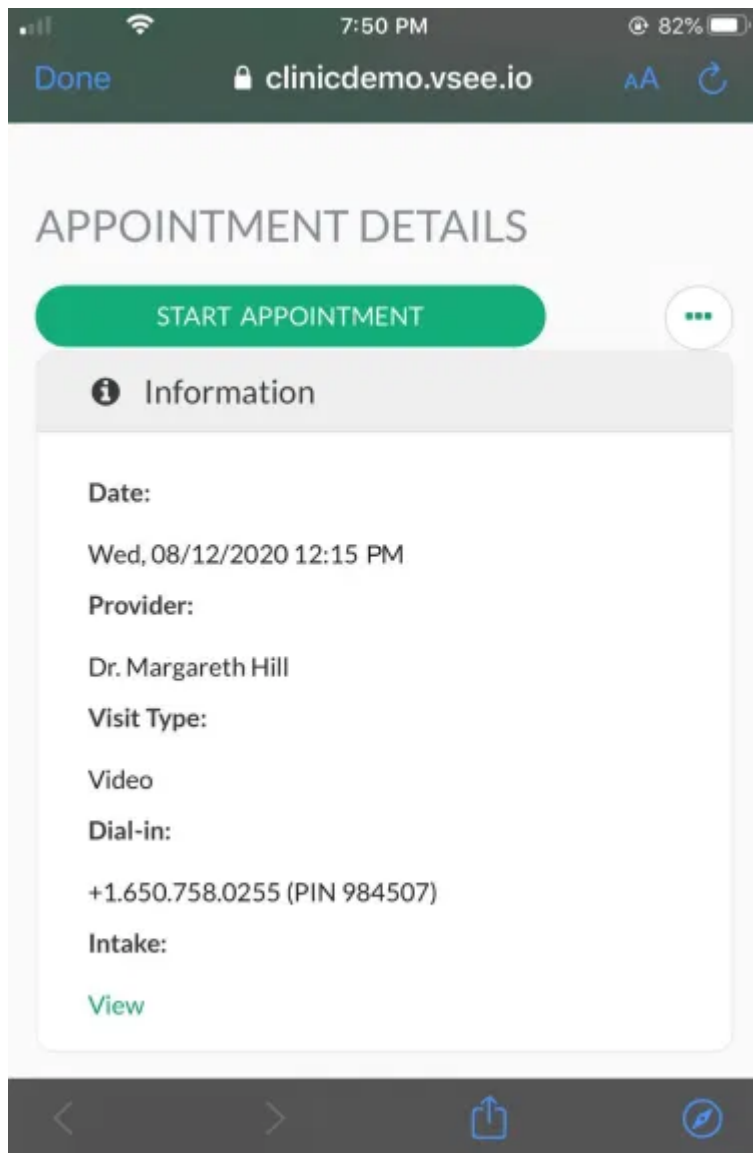 7:50 PM
82%
Done
clinicdemo.vsee.io
AA
APPOINTMENT DETAILS
START APPOINTMENT
Information
Date:
Wed, 08/12/2020 12:15 PM
Provider:
Dr. Margareth Hill
Visit Type:
Video
Dial-in:
+1.650.758.0255 (PIN 984507)
Intake:
View